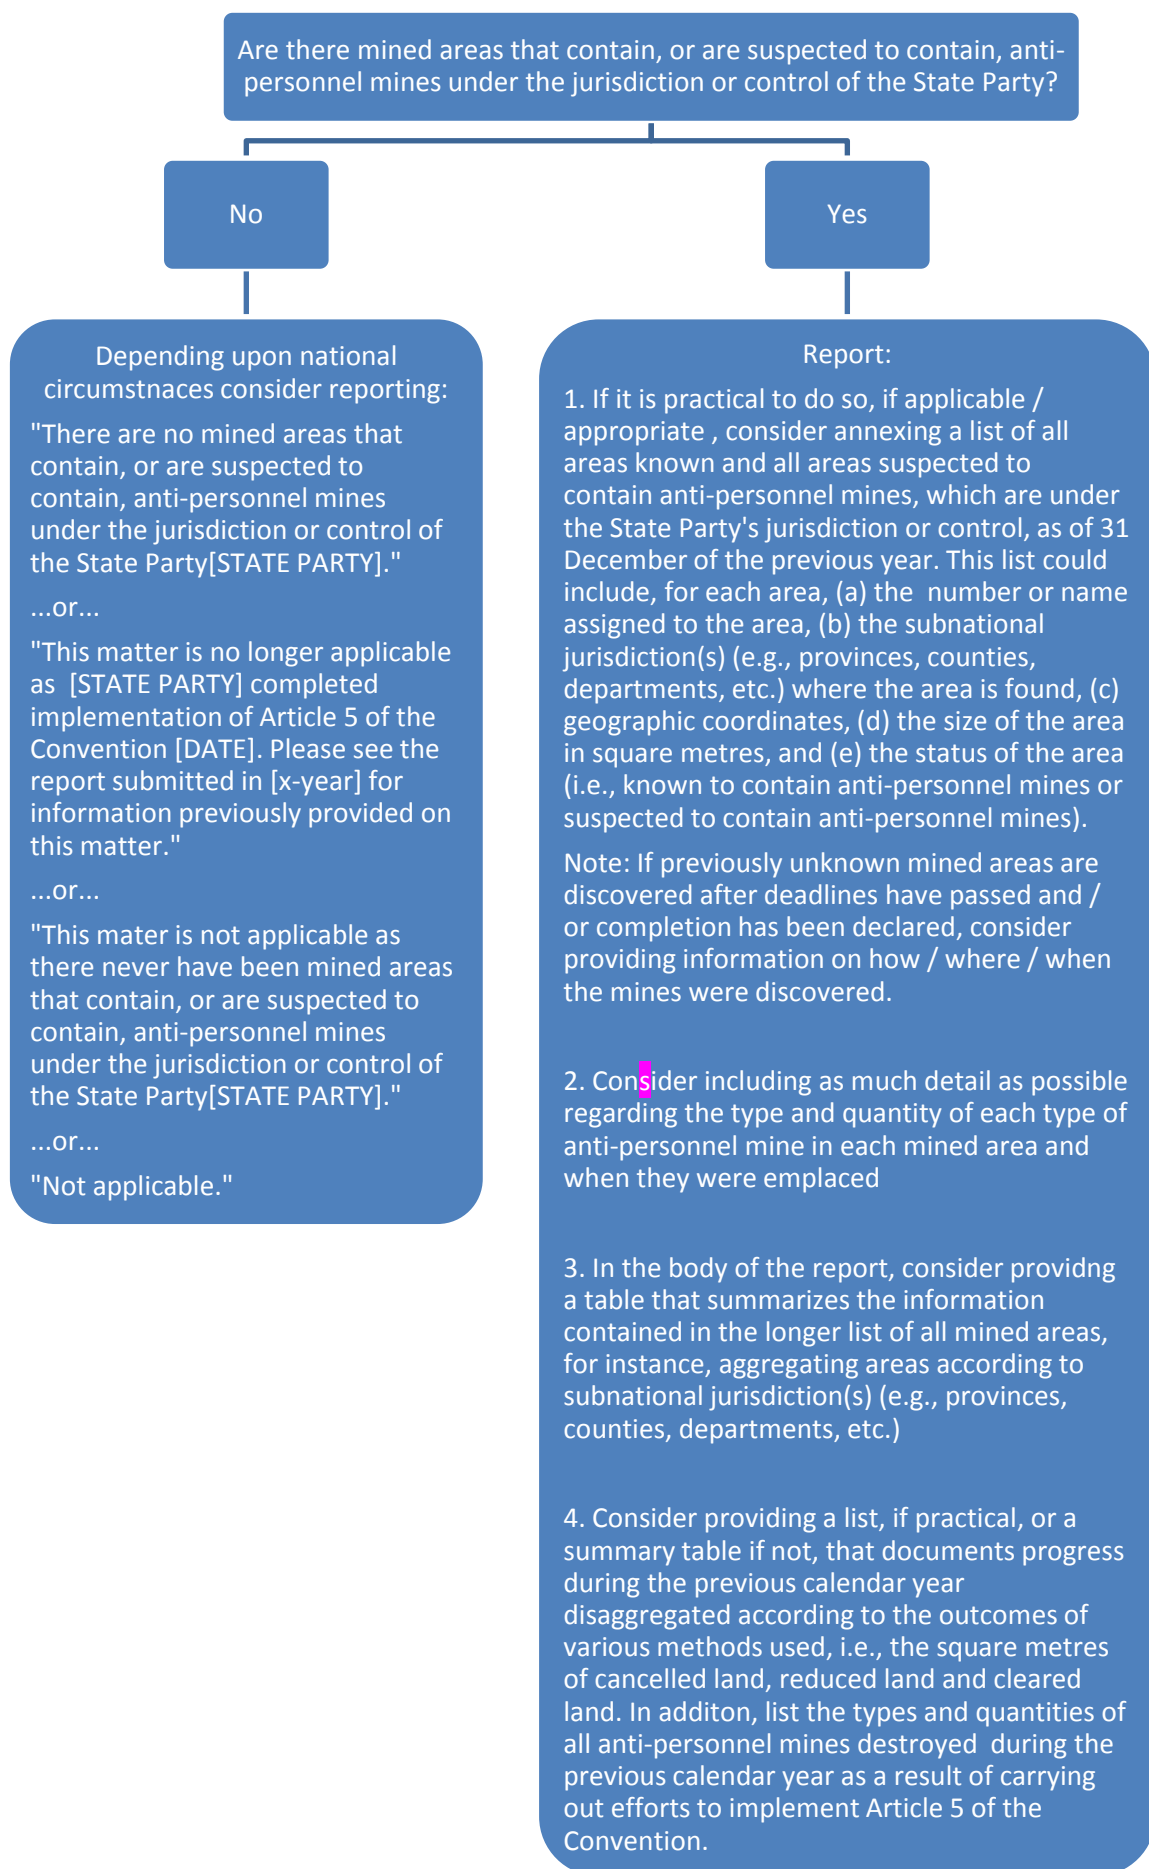 Are there mined areas that contain, or are suspected to contain, anti-
personnel mines under the jurisdiction or control of the State Party?
No
Yes
Depending upon national
circumstnaces consider reporting:
"There are no mined areas that
contain, or are suspected to
contain, anti-personnel mines
under the jurisdiction or control of
the State Party[STATE PARTY]."
...or...
"This matter is no longer applicable
as  [STATE PARTY] completed
implementation of Article 5 of the
Convention [DATE]. Please see the
report submitted in [x-year] for
information previously provided on
this matter."
...or...
"This mater is not applicable as
there never have been mined areas
that contain, or are suspected to
contain, anti-personnel mines
under the jurisdiction or control of
the State Party[STATE PARTY]."
...or...
"Not applicable."
Report:
1. If it is practical to do so, if applicable /
appropriate , consider annexing a list of all
areas known and all areas suspected to
contain anti-personnel mines, which are under
the State Party's jurisdiction or control, as of 31
December of the previous year. This list could
include, for each area, (a) the  number or name
assigned to the area, (b) the subnational
jurisdiction(s) (e.g., provinces, counties,
departments, etc.) where the area is found, (c)
geographic coordinates, (d) the size of the area
in square metres, and (e) the status of the area
(i.e., known to contain anti-personnel mines or
suspected to contain anti-personnel mines).
Note: If previously unknown mined areas are
discovered after deadlines have passed and /
or completion has been declared, consider
providing information on how / where / when
the mines were discovered.
2. Consider including as much detail as possible
regarding the type and quantity of each type of
anti-personnel mine in each mined area and
when they were emplaced
3. In the body of the report, consider providng
a table that summarizes the information
contained in the longer list of all mined areas,
for instance, aggregating areas according to
subnational jurisdiction(s) (e.g., provinces,
counties, departments, etc.)
4. Consider providing a list, if practical, or a
summary table if not, that documents progress
during the previous calendar year
disaggregated according to the outcomes of
various methods used, i.e., the square metres
of cancelled land, reduced land and cleared
land. In additon, list the types and quantities of
all anti-personnel mines destroyed  during the
previous calendar year as a result of carrying
out efforts to implement Article 5 of the
Convention.